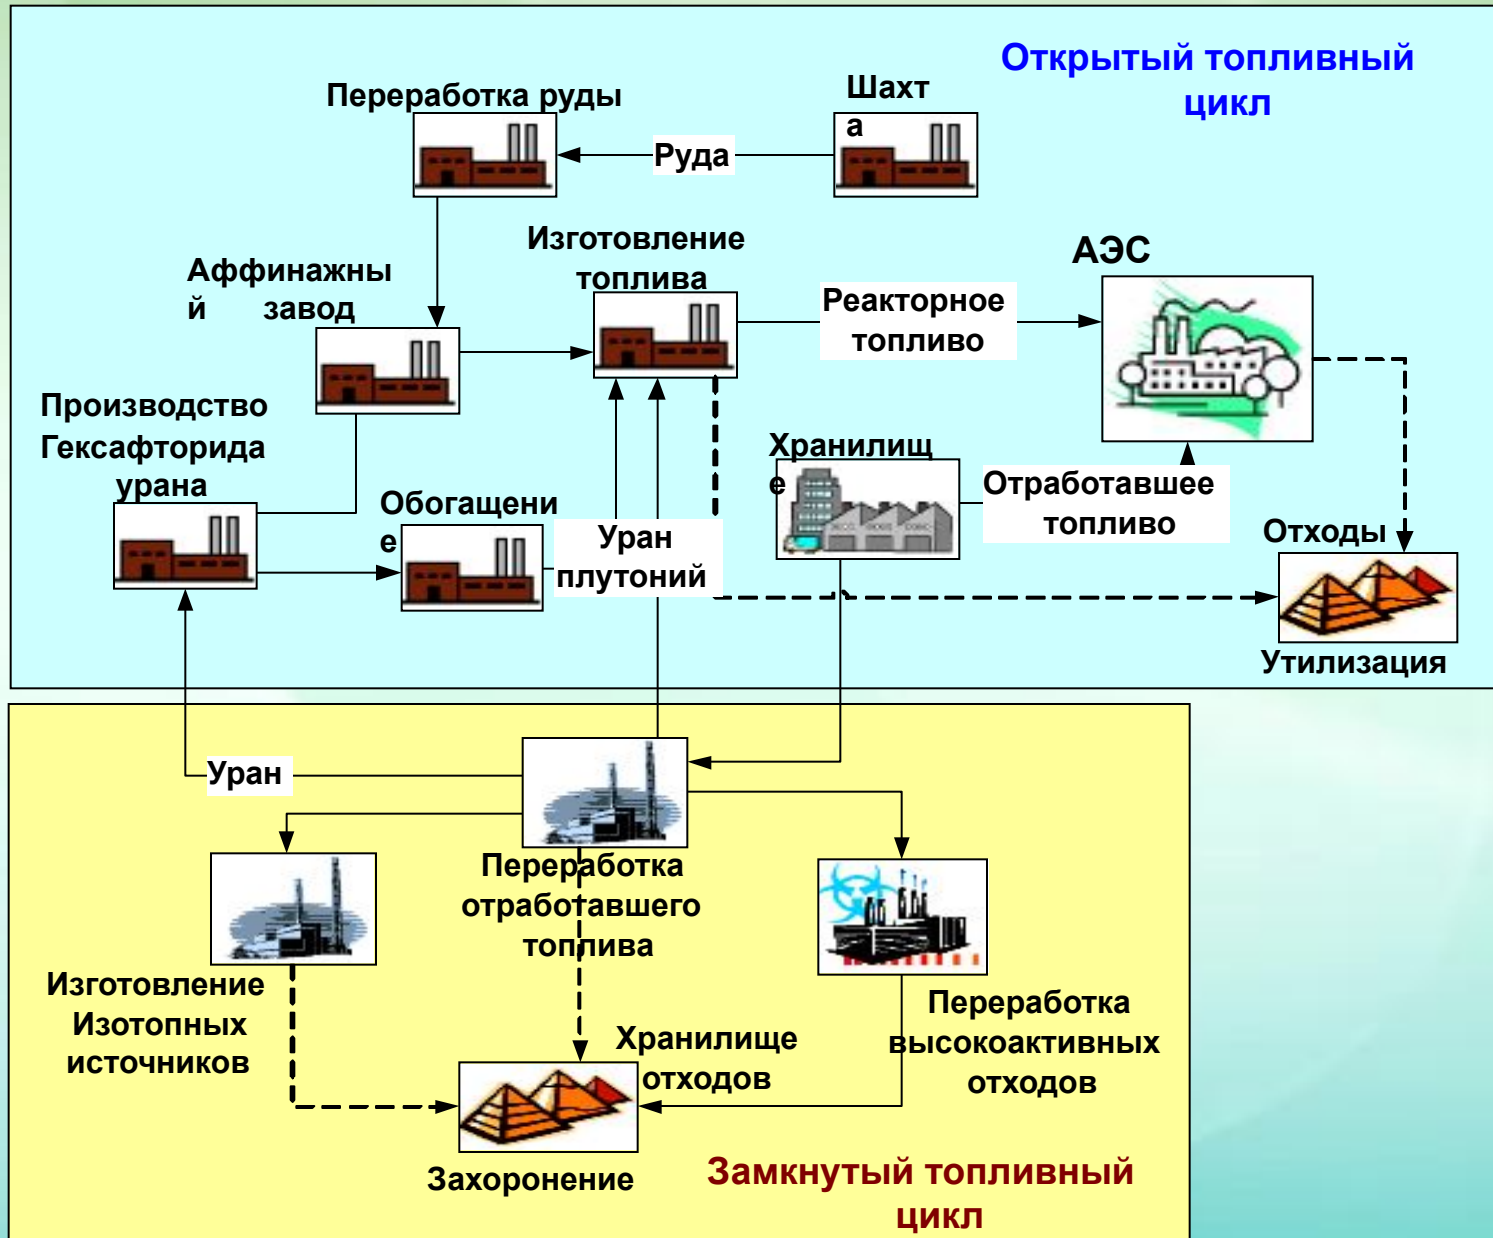 Открытый топливный
цикл
Переработка руды
Шахт
а
Руда
Изготовление
топлива
АЭС
Аффинажны
й завод
Реакторное
топливо
Производство
Гексафторида
урана
Хранилищ
е
Обогащени
е
Уран
плутоний
Отработавшее
топливо
Отходы
Утилизация
Уран
Переработка
отработавшего
топлива
Изготовление
Изотопных
источников
Переработка
высокоактивных
отходов
Хранилище
отходов
Захоронение
Замкнутый топливный
цикл